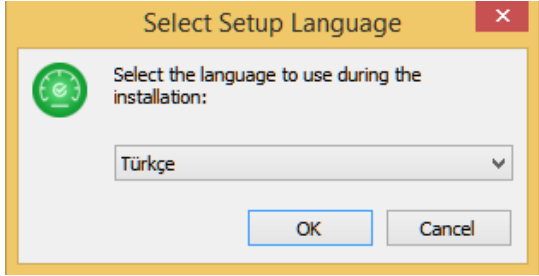 Select Setup Language
Select the language to use during the
installation:
Türkçe
OK
Cancel